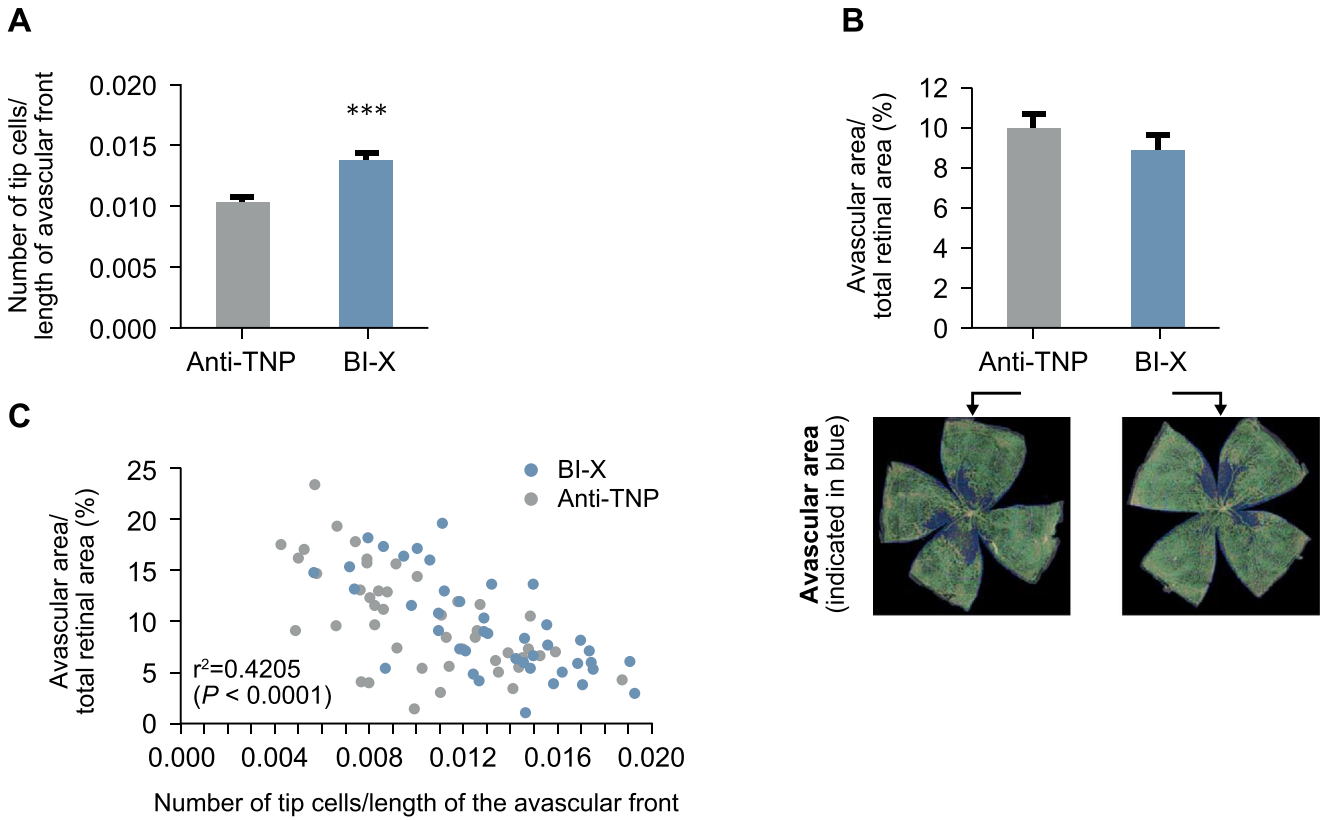 A
Number of tip cells/
length of avascular front
0.020
0.015
0.010
0.005
0.000
***
Anti-TNP
BI-X
B
Avascular area/
total retinal area (%)
12
10
8
6
4
2
0
Anti-TNP
BI-X
Avascular area
(indicated in blue)
C
Avascular area/
total retinal area (%)
25
20
15
10
5
0
BI-X
Anti-TNP
r²=0.4205
(P < 0.0001)
0.000 0.004 0.008 0.012 0.016 0.020
Number of tip cells/length of the avascular front